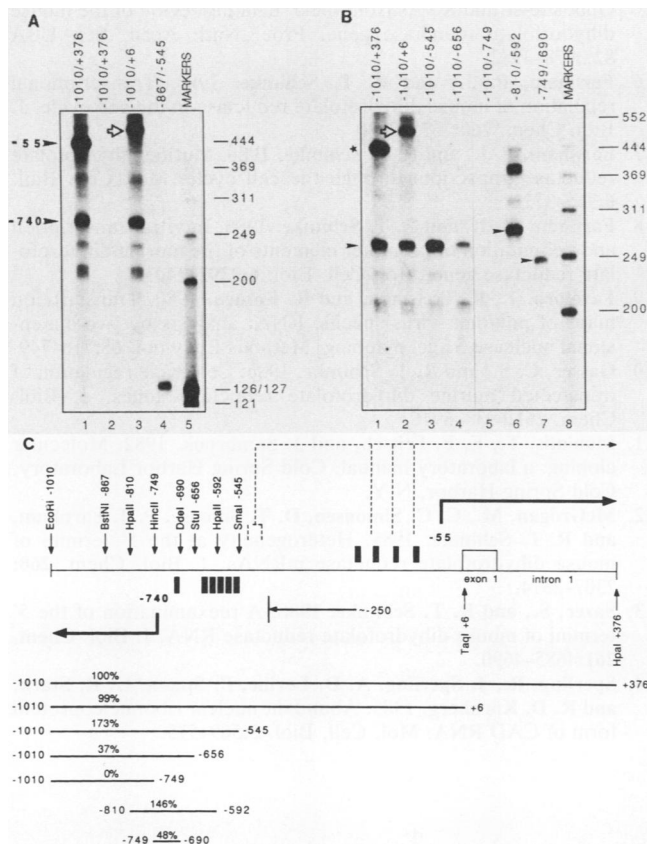 A
-1010/+376
-1010/+376
-1010/+6
-867/-545
MARKERS
-55
-740
444
369
311
249
200
126/127
121
1 2 3 4 5
B
-1010/+376
-1010/+6
-1010/-545
-1010/-656
-1010/-749
-810/-592
-749/-690
MARKERS
*
552
444
369
311
249
200
1 2 3 4 5 6 7 8
C
EcoRI -1010
BstNI -867
HpaII -810
HincII -749
DdeI -690
StuI -656
HpaII -592
SmaI -545
-55
-740
~-250
exon 1
intron 1
TaqI +6
HpaI +376
-1010 100% +376
-1010 99% +6
-1010 173% -545
-1010 37% -656
-1010 0% -749
-810 146% -592
-749 48% -690